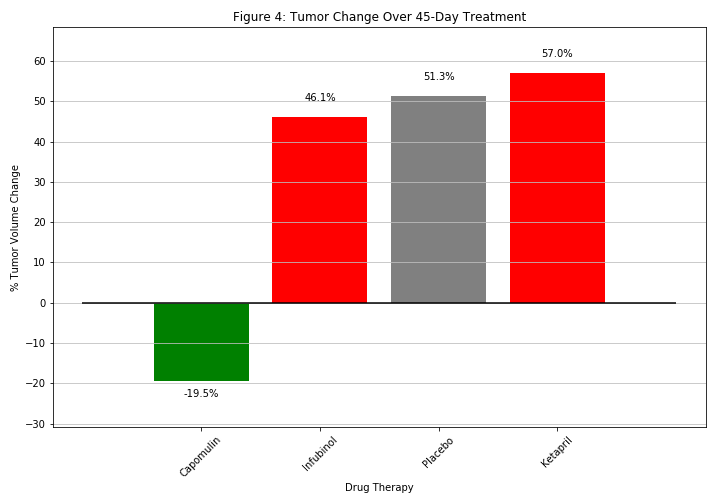 Figure 4: Tumor Change Over 45-Day Treatment
% Tumor Volume Change
60
50
40
30
20
10
0
−10
−20
−30
-19.5%
46.1%
51.3%
57.0%
Capomulin
Infubinol
Placebo
Ketapril
Drug Therapy